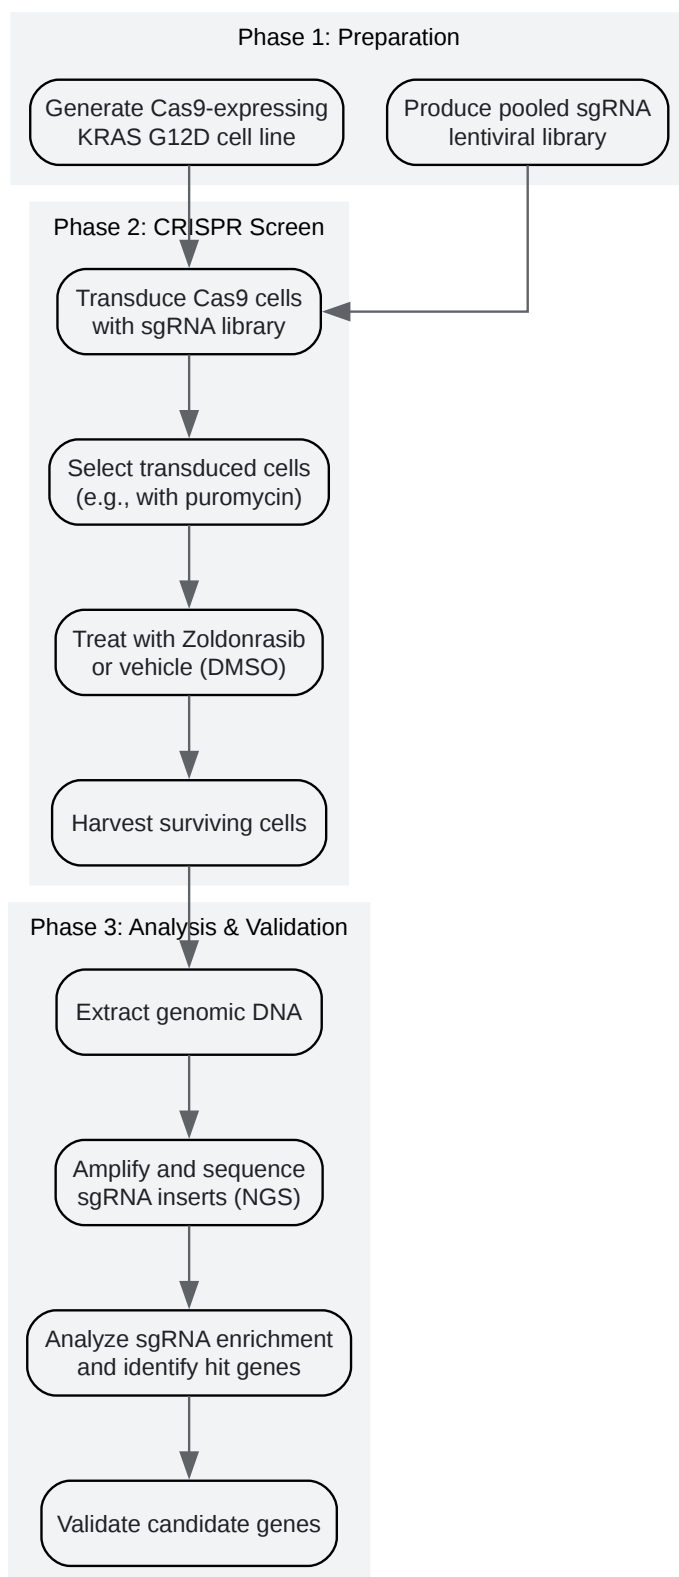 Phase 1: Preparation
Generate Cas9-expressing
KRAS G12D cell line
Produce pooled sgRNA
lentiviral library
Phase 2: CRISPR Screen
Transduce Cas9 cells
with sgRNA library
Select transduced cells
(e.g., with puromycin)
Treat with Zoldonrasib
or vehicle (DMSO)
Harvest surviving cells
Phase 3: Analysis & Validation
Extract genomic DNA
Amplify and sequence
sgRNA inserts (NGS)
Analyze sgRNA enrichment
and identify hit genes
Validate candidate genes